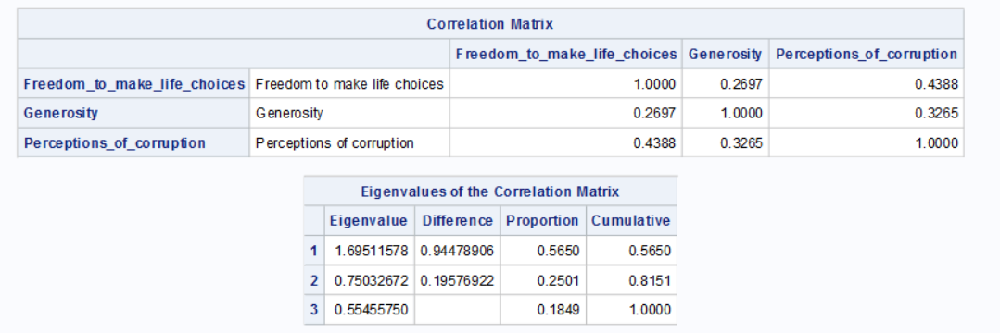 Correlation Matrix
Freedom_to_make_life_choices Generosity Perceptions_of_corruption
Freedom_to_make_life_choices Freedom to make life choices 1.0000 0.2697 0.4388
Generosity Generosity 0.2697 1.0000 0.3265
Perceptions_of_corruption Perceptions of corruption 0.4388 0.3265 1.0000
Eigenvalues of the Correlation Matrix
Eigenvalue Difference Proportion Cumulative
1 1.69511578 0.94478906 0.5650 0.5650
2 0.75032672 0.19576922 0.2501 0.8151
3 0.55455750 0.1849 1.0000